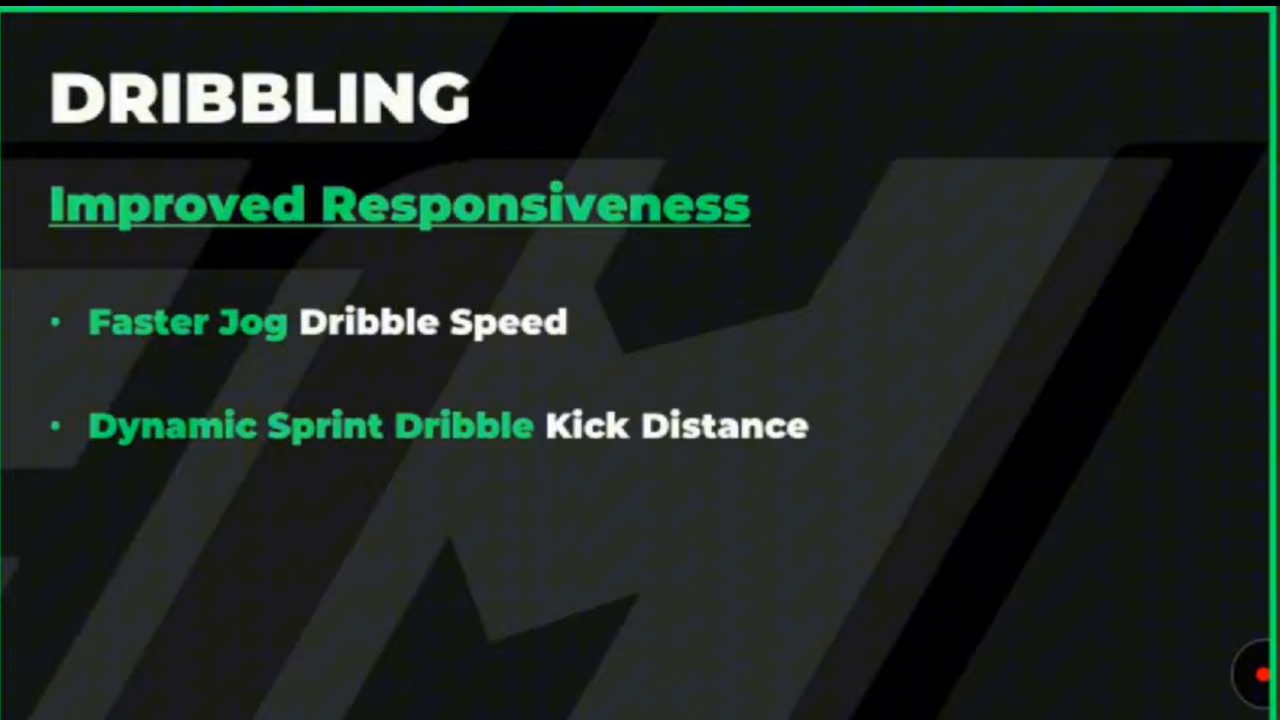 DRIBBLING
Improved Responsiveness
• Faster Jog Dribble Speed
• Dynamic Sprint Dribble Kick Distance